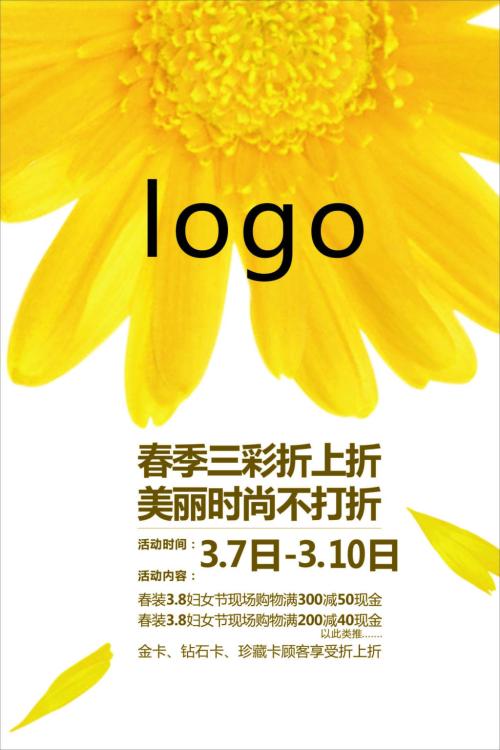 logo
春季三彩折上折
美丽时尚不打折
活动时间：3.7日-3.10日
活动内容：
春装3.8妇女节现场购物满300减50现金
春装3.8妇女节现场购物满200减40现金
以此类推.......
金卡、钻石卡、珍藏卡顾客享受折上折